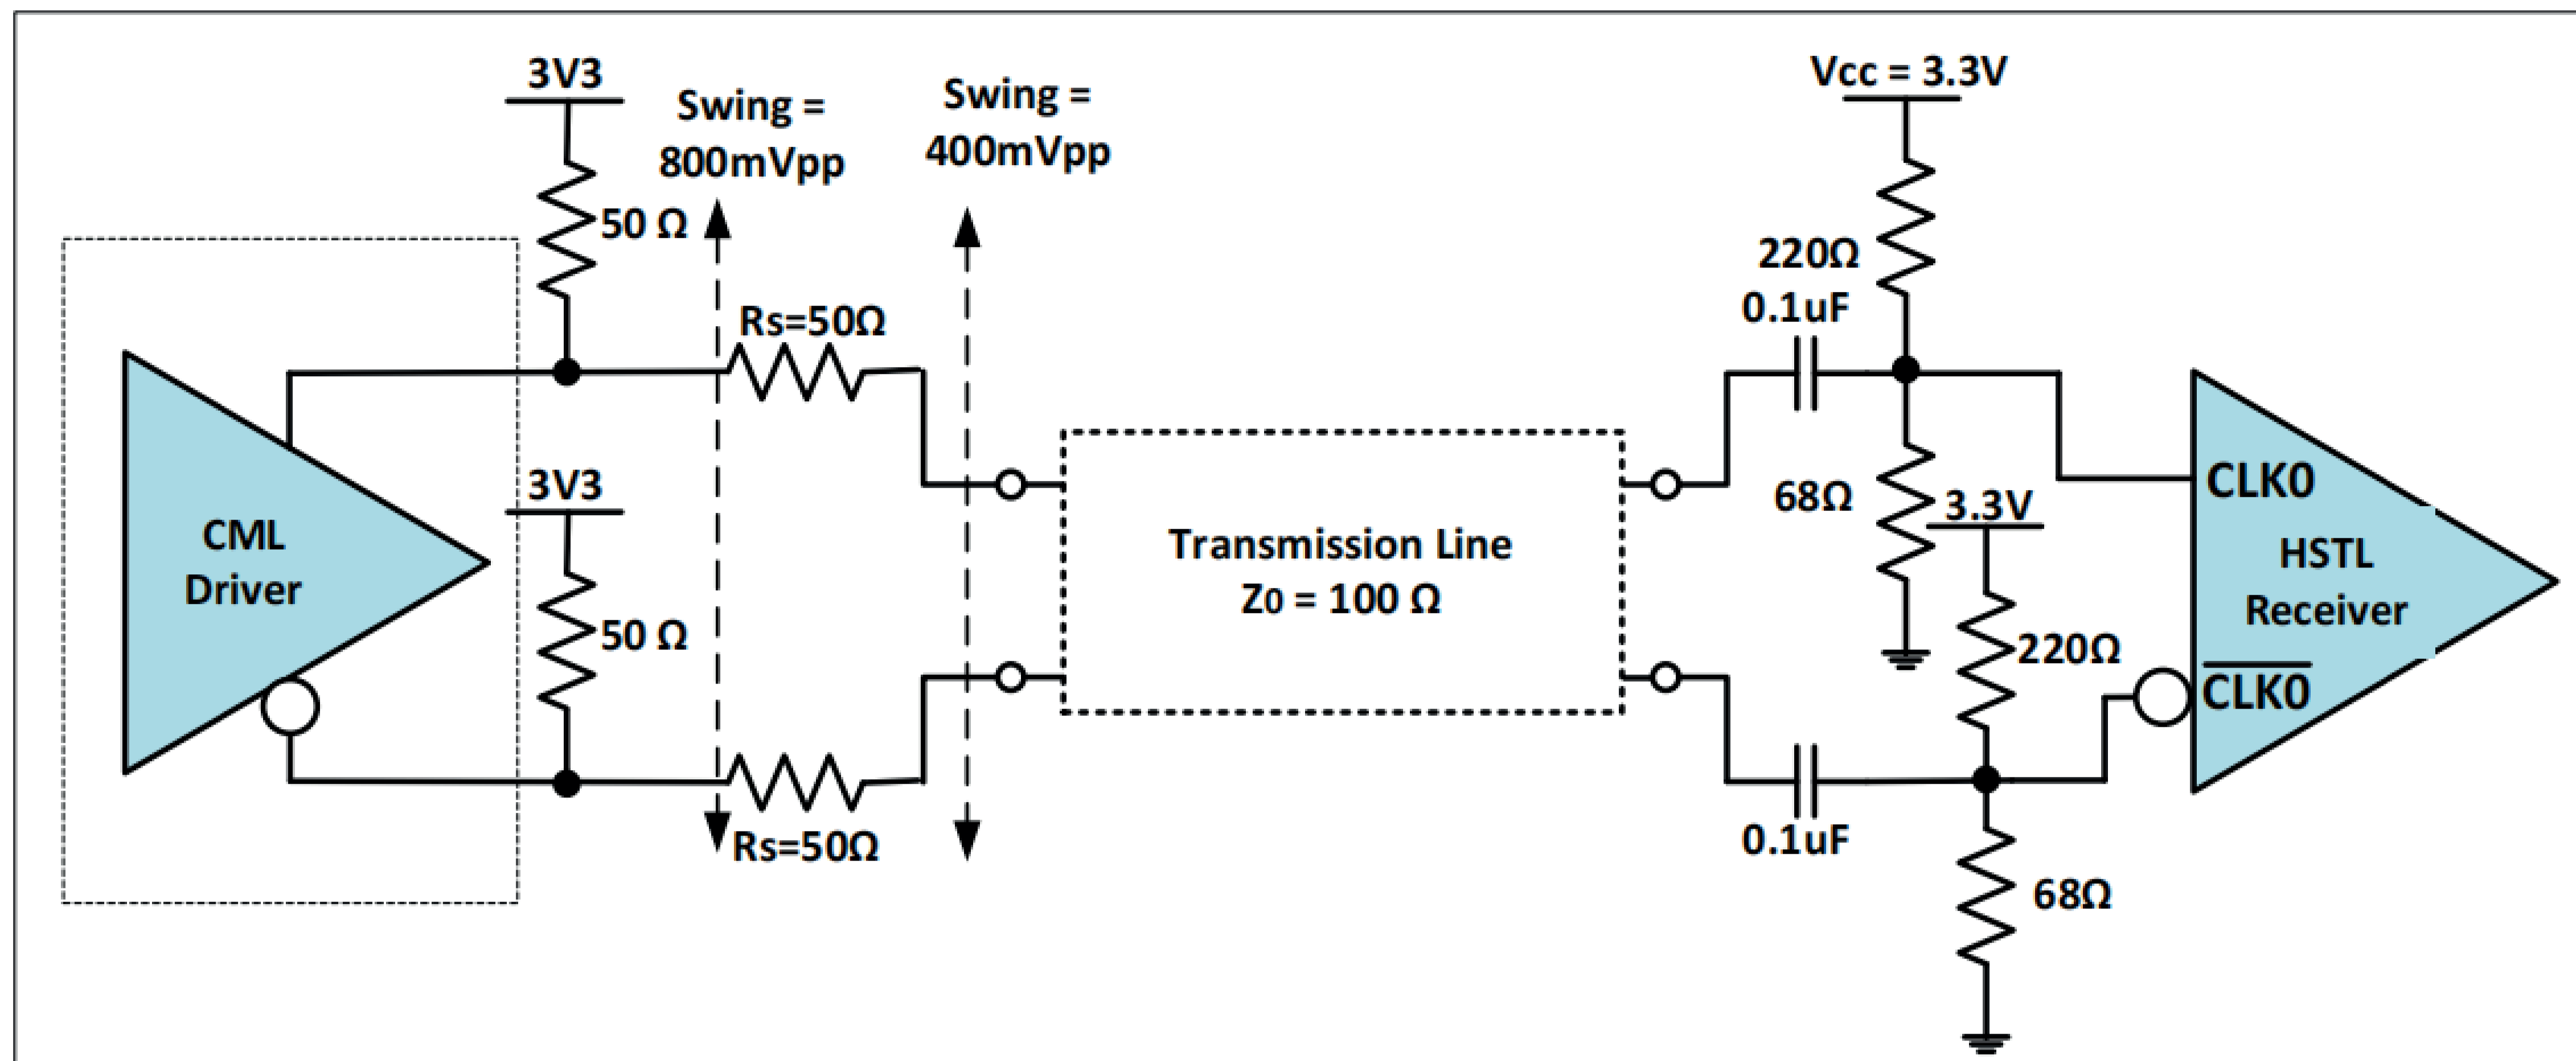 3V3
50 Ω
Swing =
800mVpp
Swing =
400mVpp
Rs=50Ω
CML
Driver
3V3
50 Ω
Rs=50Ω
Transmission Line
Z0 = 100 Ω
Vcc = 3.3V
220Ω
0.1uF
68Ω
3.3V
220Ω
0.1uF
68Ω
CLK0
HSTL
Receiver
CLK0